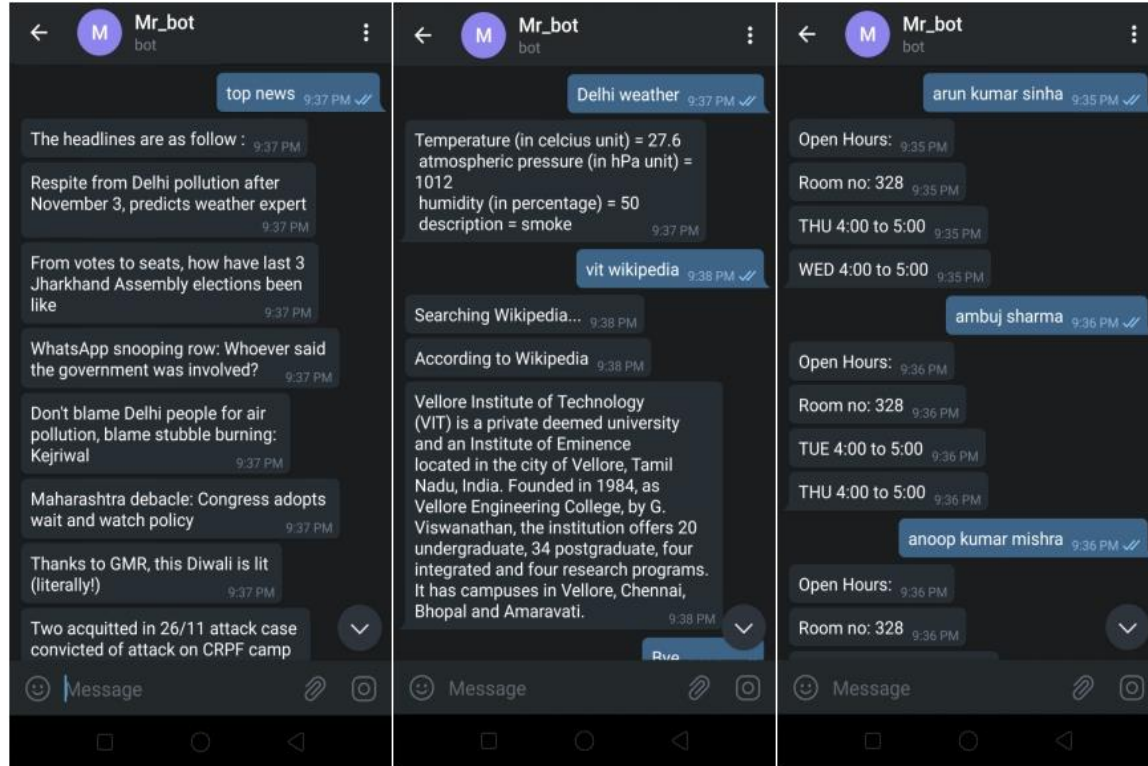 Mr_bot
M
bot
top news 9:37 PM
The headlines are as follow : 9:37 PM
Respite from Delhi pollution after
November 3, predicts weather expert
9:37 PM
From votes to seats, how have last 3
Jharkhand Assembly elections been
like 9:37 PM
WhatsApp snooping row: Whoever said
the government was involved? 9:37 PM
Don't blame Delhi people for air
pollution, blame stubble burning:
Kejriwal 9:37 PM
Maharashtra debacle: Congress adopts
wait and watch policy 9:37 PM
Thanks to GMR, this Diwali is lit
(literally!) 9:37 PM
Two acquitted in 26/11 attack case
convicted of attack on CRPF camp
Message
Mr_bot
M
bot
Delhi weather 9:37 PM
Temperature (in celcius unit) = 27.6
atmospheric pressure (in hPa unit) =
1012
humidity (in percentage) = 50
description = smoke 9:37 PM
vit wikipedia 9:38 PM
Searching Wikipedia... 9:38 PM
According to Wikipedia 9:38 PM
Vellore Institute of Technology
(VIT) is a private deemed university
and an Institute of Eminence
located in the city of Vellore, Tamil
Nadu, India. Founded in 1984, as
Vellore Engineering College, by G.
Viswanathan, the institution offers 20
undergraduate, 34 postgraduate, four
integrated and four research programs.
It has campuses in Vellore, Chennai,
Bhopal and Amaravati. 9:38 PM
Bye
Message
Mr_bot
M
bot
arun kumar sinha 9:35 PM
Open Hours: 9:35 PM
Room no: 328 9:35 PM
THU 4:00 to 5:00 9:35 PM
WED 4:00 to 5:00 9:35 PM
ambuj sharma 9:36 PM
Open Hours: 9:36 PM
Room no: 328 9:36 PM
TUE 4:00 to 5:00 9:36 PM
THU 4:00 to 5:00 9:36 PM
anoop kumar mishra 9:36 PM
Open Hours: 9:36 PM
Room no: 328 9:36 PM
Message